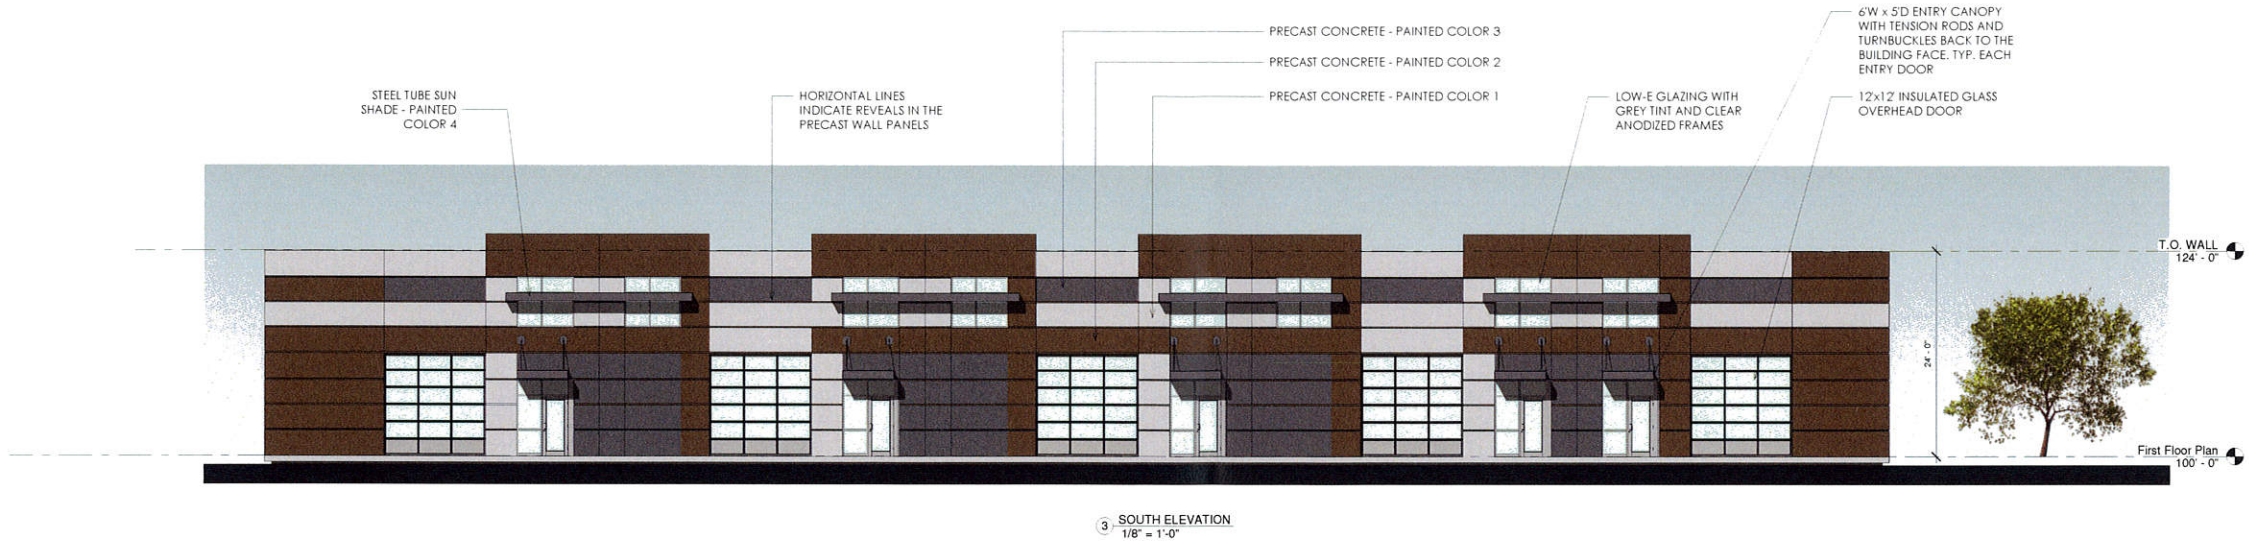 PRECAST CONCRETE - PAINTED COLOR 3
PRECAST CONCRETE - PAINTED COLOR 2
PRECAST CONCRETE - PAINTED COLOR 1
6'W x 5'D ENTRY CANOPY
WITH TENSION RODS AND
TURNBUCKLES BACK TO THE
BUILDING FACE. TYP. EACH
ENTRY DOOR
STEEL TUBE SUN
SHADE - PAINTED
COLOR 4
HORIZONTAL LINES
INDICATE REVEALS IN THE
PRECAST WALL PANELS
LOW-E GLAZING WITH
GREY TINT AND CLEAR
ANODIZED FRAMES
12'x12' INSULATED GLASS
OVERHEAD DOOR
T.O. WALL
124' - 0"
24' - 0"
First Floor Plan
100' - 0"
3 SOUTH ELEVATION
1/8" = 1'-0"